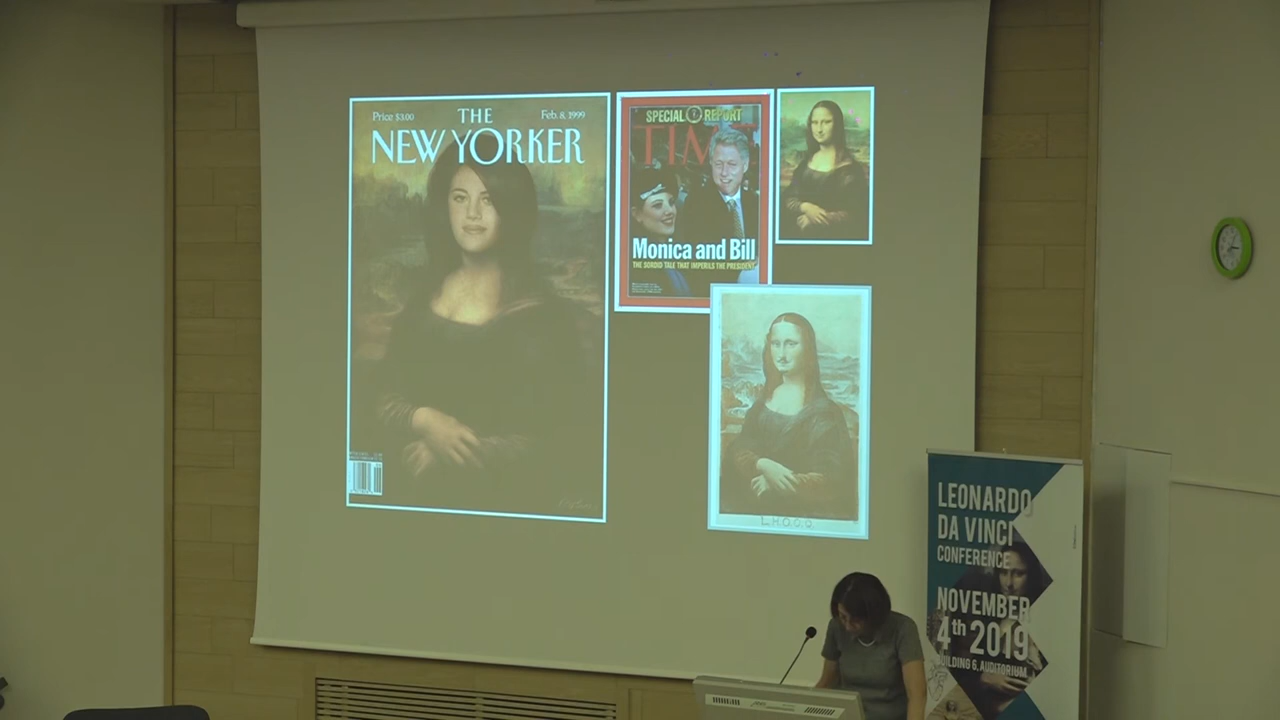 Price $3.00
THE
Feb. 8, 1999
NEW YORKER
SPECIAL REPORT
TIME
Monica and Bill
THE SORDID TALE THAT IMPERILS THE PRESIDENT
L.H.O.O.Q.
LEONARDO
DA VINCI
CONFERENCE
NOVEMBER
4th 2019
BUILDING 6, AUDITORIUM